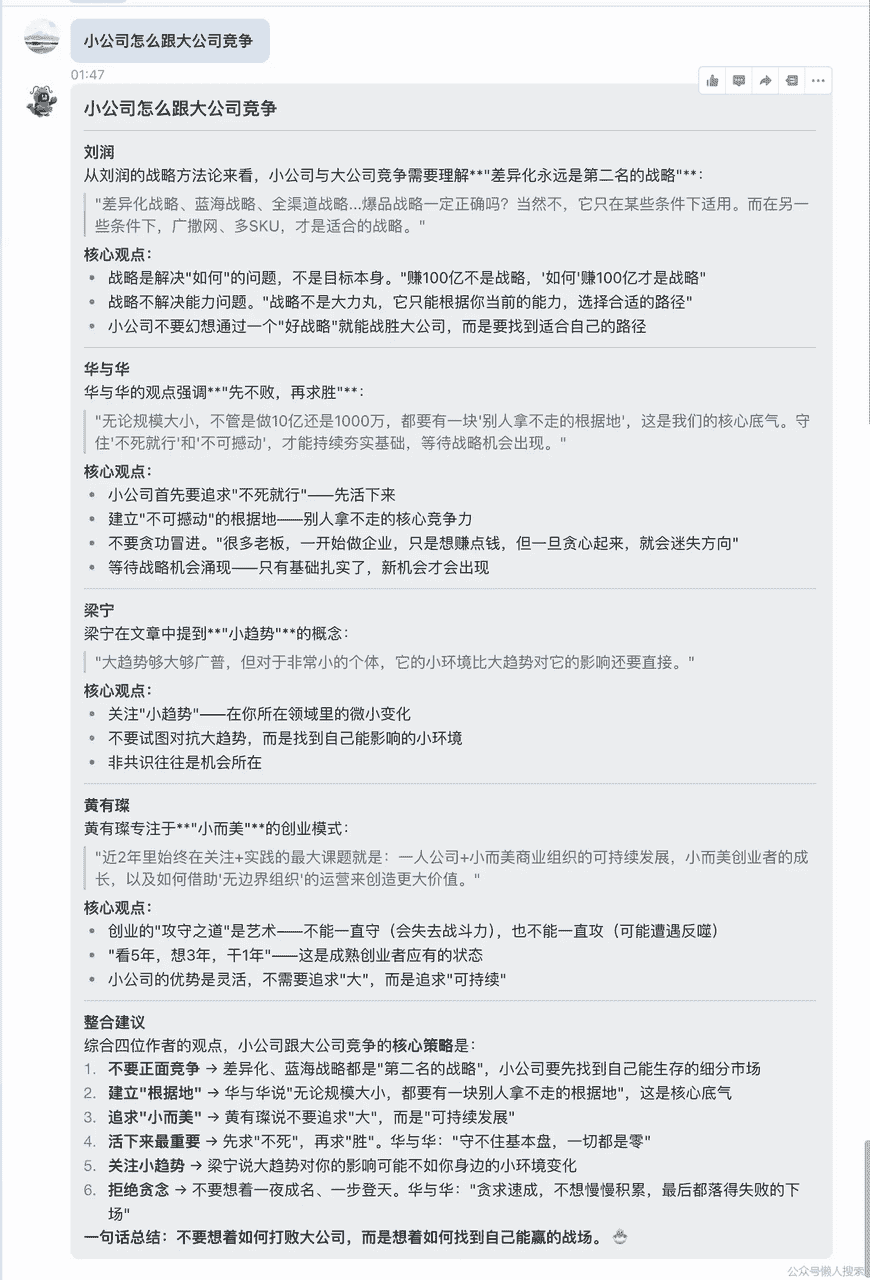 小公司怎么跟大公司竞争
01:47
小公司怎么跟大公司竞争
刘润
从刘润的战略方法论来看，小公司与大公司竞争需要理解**"差异化永远是第二名的战略"**：
"差异化战略、蓝海战略、全渠道战略...爆品战略一定正确吗？当然不，它只在某些条件下适用。而在另一
些条件下，广撒网、多SKU，才是适合的战略。"
核心观点：
• 战略是解决"如何"的问题，不是目标本身。"赚100亿不是战略，'如何'赚100亿才是战略"
• 战略不解决能力问题。"战略不是大力丸，它只能根据你当前的能力，选择合适的路径"
• 小公司不要幻想通过一个"好战略"就能战胜大公司，而是要找到适合自己的路径
华与华
华与华的观点强调**"先不败，再求胜"**：
"无论规模大小，不管是做10亿还是1000万，都要有一块'别人拿不走的根据地'，这是我们的核心底气。守
住'不死就行'和'不可撼动'，才能持续夯实基础，等待战略机会出现。"
核心观点：
• 小公司首先要追求"不死就行"——先活下来
• 建立"不可撼动"的根据地——别人拿不走的核心竞争力
• 不要贪功冒进。"很多老板，一开始做企业，只是想赚点钱，但一旦贪心起来，就会迷失方向"
• 等待战略机会涌现——只有基础扎实了，新机会才会出现
梁宁
梁宁在文章中提到**"小趋势"**的概念：
"大趋势够大够广普，但对于非常小的个体，它的小环境比大趋势对它的影响还要直接。"
核心观点：
• 关注"小趋势"——在你所在领域里的微小变化
• 不要试图对抗大趋势，而是找到自己能影响的小环境
• 非共识往往是机会所在
黄有璨
黄有璨专注于**"小而美"**的创业模式：
"近2年里始终在关注+实践的最大课题就是：一人公司+小而美商业组织的可持续发展，小而美创业者的成
长，以及如何借助'无边界组织'的运营来创造更大价值。"
核心观点：
• 创业的"攻守之道"是艺术——不能一直守（会失去战斗力），也不能一直攻（可能遭遇反噬）
• "看5年，想3年，干1年"——这是成熟创业者应有的状态
• 小公司的优势是灵活，不需要追求"大"，而是追求"可持续"
整合建议
综合四位作者的观点，小公司跟大公司竞争的核心策略是：
1. 不要正面竞争 → 差异化、蓝海战略都是"第二名的战略"，小公司要先找到自己能生存的细分市场
2. 建立"根据地" → 华与华说"无论规模大小，都要有一块别人拿不走的根据地"，这是核心底气
3. 追求"小而美" → 黄有璨说不要追求"大"，而是"可持续发展"
4. 活下来最重要 → 先求"不死"，再求"胜"。华与华："守不住基本盘，一切都是零"
5. 关注小趋势 → 梁宁说大趋势对你的影响可能不如你身边的小环境变化
6. 拒绝贪念 → 不要想着一夜成名、一步登天。华与华："贪求速成，不想慢慢积累，最后都落得失败的下
场"
一句话总结：不要想着如何打败大公司，而是想着如何找到自己能赢的战场。
公众号懒人搜索